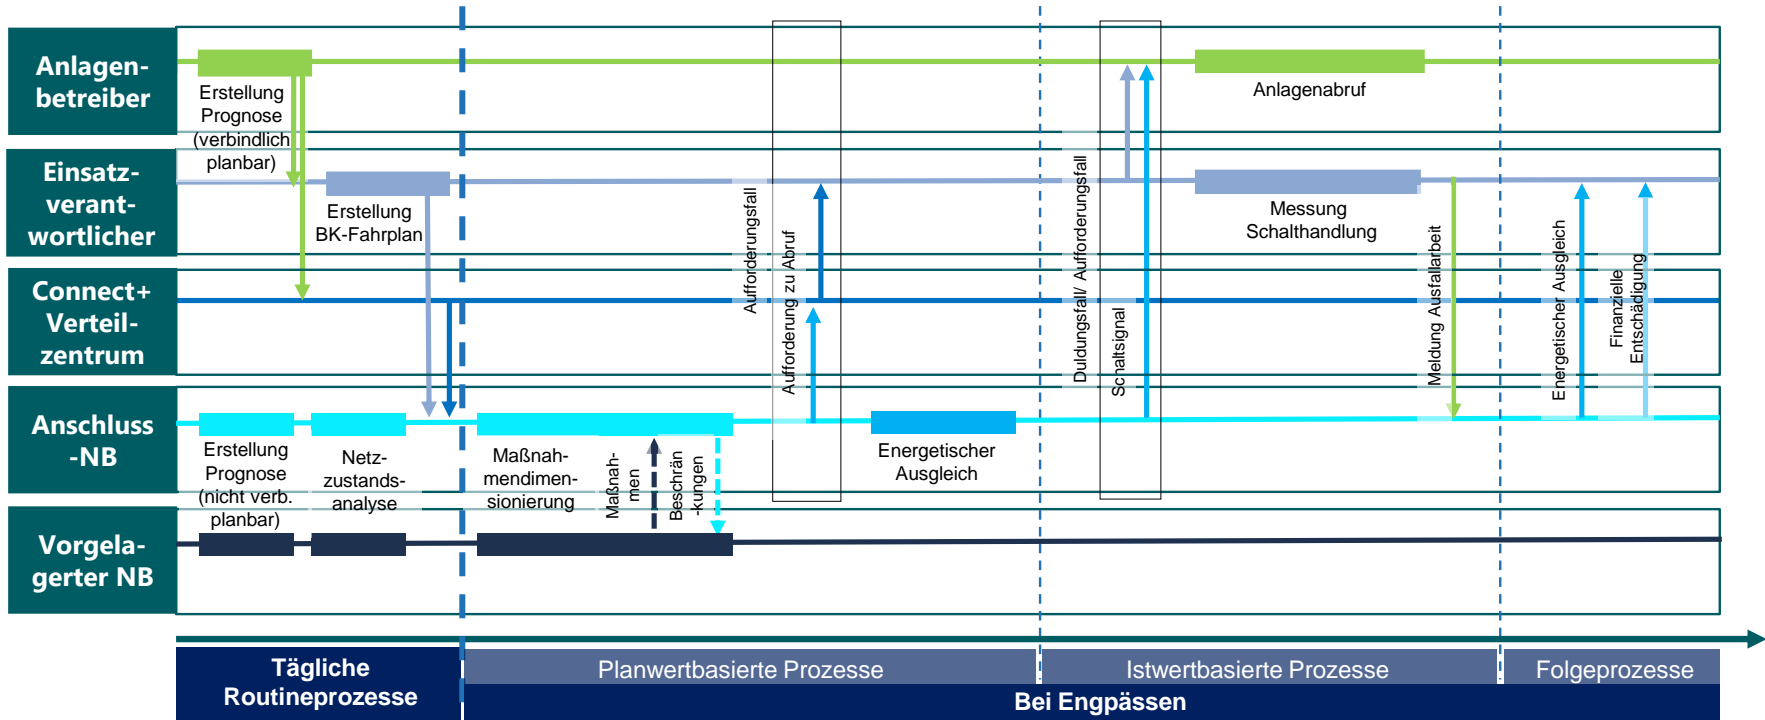 Anlagen-
betreiber
Erstellung
Prognose
(verbindlich
planbar)
Anlagenabruf
Einsatz-
verant-
wortlicher
Erstellung
BK-Fahrplan
Aufforderungsfall
Aufforderung zu Abruf
Duldungsfall/ Aufforderungsfall
Schaltsignal
Messung
Schalthandlung
Meldung Ausfallarbeit
Energetischer Ausgleich
Finanzielle
Entschädigung
Connect+
Verteil-
zentrum
Anschluss
-NB
Erstellung
Prognose
(nicht verb.
planbar)
Netz-
zustands-
analyse
Maßnah-
mendimen-
sionierung
Maßnah-
men
Beschrän
-kungen
Energetischer
Ausgleich
Vorgela-
gerter NB
Tägliche
Routineprozesse
Planwertbasierte Prozesse
Istwertbasierte Prozesse
Folgeprozesse
Bei Engpässen